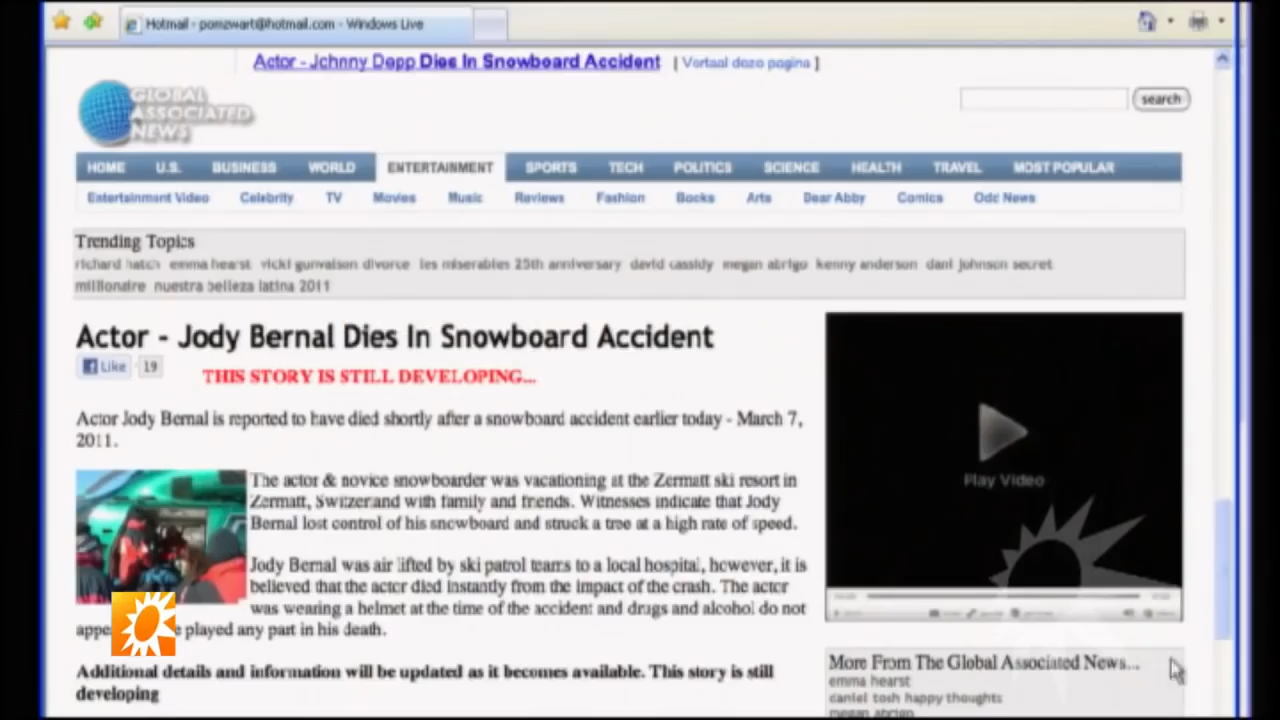 Hotmail - pomzwart@hotmail.com - Windows Live
Actor - Johnny Depp Dies In Snowboard Accident [ Vertaal deze pagina ]
GLOBAL
ASSOCIATED
NEWS
search
HOME U.S. BUSINESS WORLD ENTERTAINMENT SPORTS TECH POLITICS SCIENCE HEALTH TRAVEL MOST POPULAR
Entertainment Video Celebrity TV Movies Music Reviews Fashion Books Arts Dear Abby Comics Odd News
Trending Topics
richard hatch emma hearst vicki gunvalson divorce les miserables 25th anniversary david cassidy megan abrigo kenny anderson dani johnson secret
millionaire nuestra belleza latina 2011
Actor - Jody Bernal Dies In Snowboard Accident
Like 19
THIS STORY IS STILL DEVELOPING...
Actor Jody Bernal is reported to have died shortly after a snowboard accident earlier today - March 7,
2011.
The actor & novice snowboarder was vacationing at the Zermatt ski resort in
Zermatt, Switzerland with family and friends. Witnesses indicate that Jody
Bernal lost control of his snowboard and struck a tree at a high rate of speed.
Jody Bernal was air lifted by ski patrol teams to a local hospital, however, it is
believed that the actor died instantly from the impact of the crash. The actor
was wearing a helmet at the time of the accident and drugs and alcohol do not
appe e played any part in his death.
Additional details and information will be updated as it becomes available. This story is still
developing
Play Video
More From The Global Associated News...
emma hearst
daniel tosh happy thoughts
megan abrigo